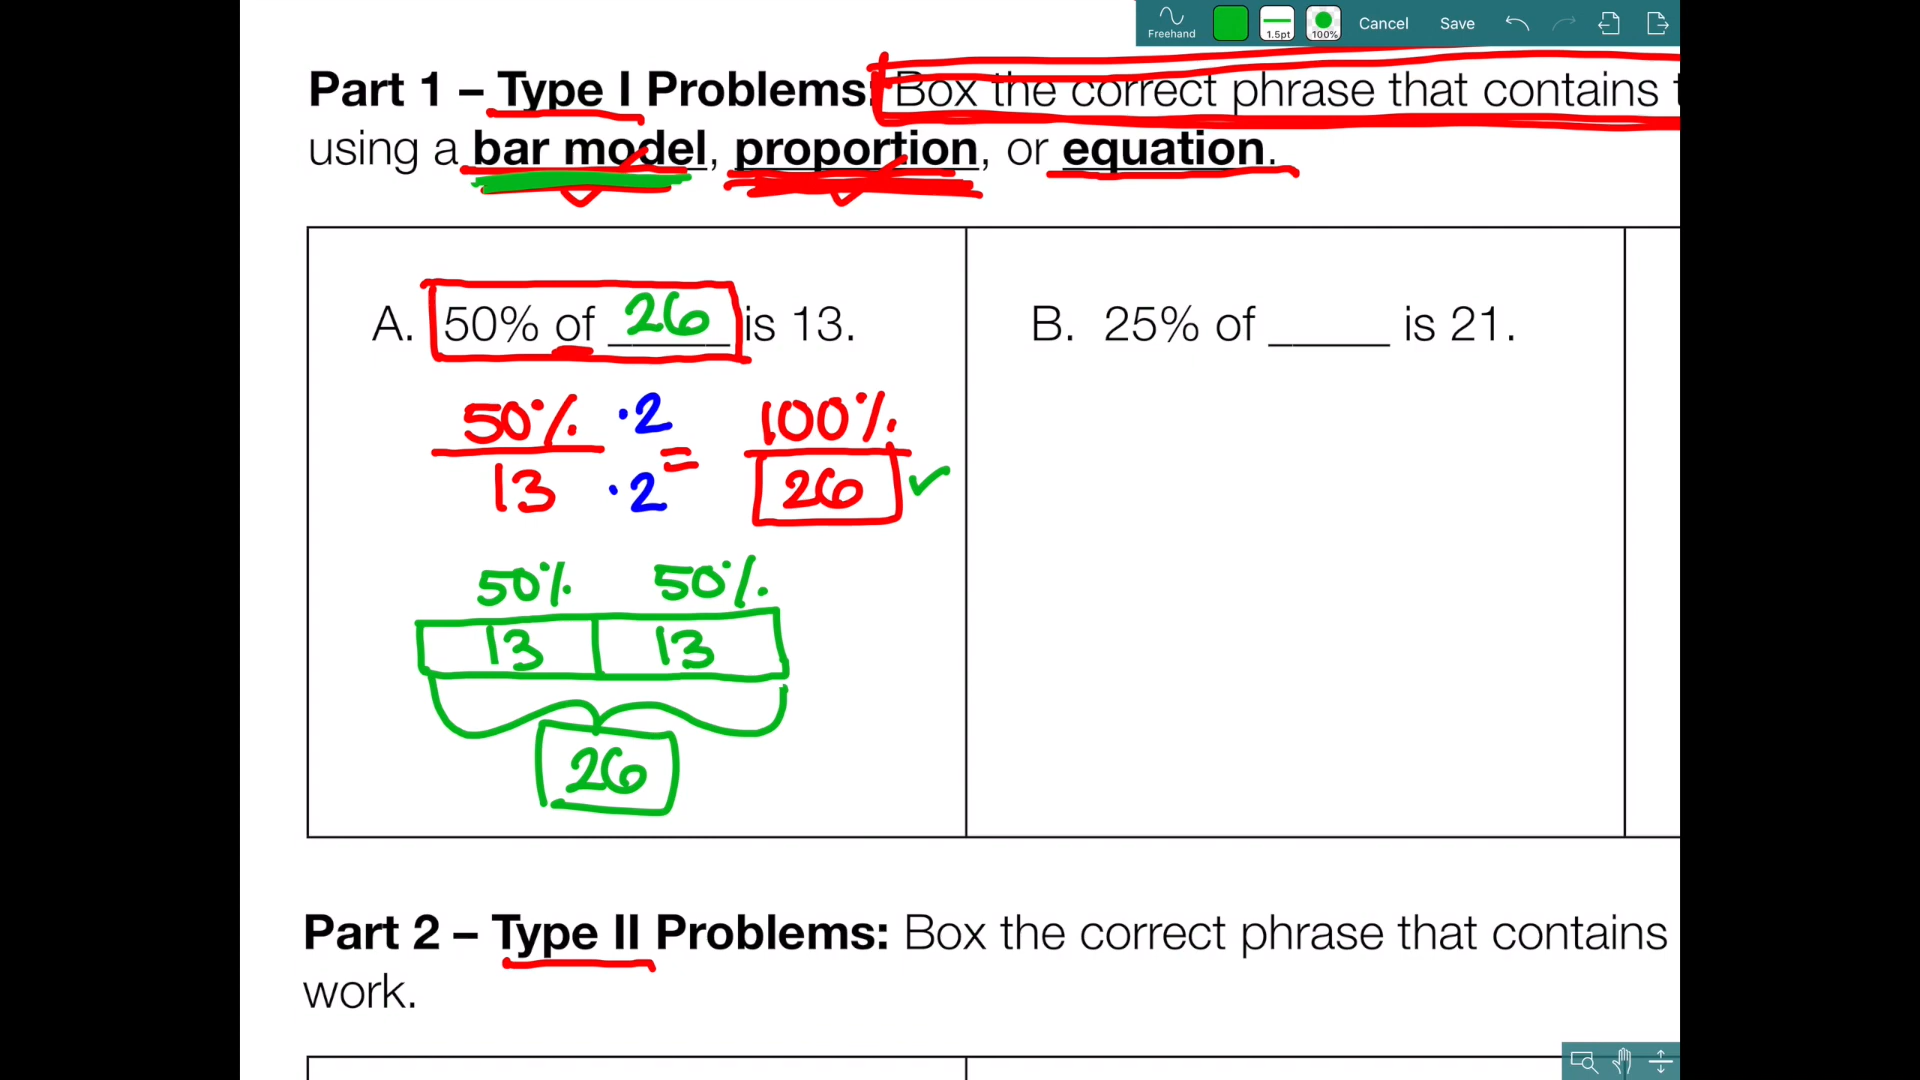 Freehand 1.5pt 100% Cancel Save
Part 1 – Type I Problems: Box the correct phrase that contains
using a bar model, proportion, or equation.
A. 50% of 26 is 13.
50% ·2 = 100%
13 ·2 26
50% 50%
13 13
26
B. 25% of ______ is 21.
Part 2 – Type II Problems: Box the correct phrase that contains
work.